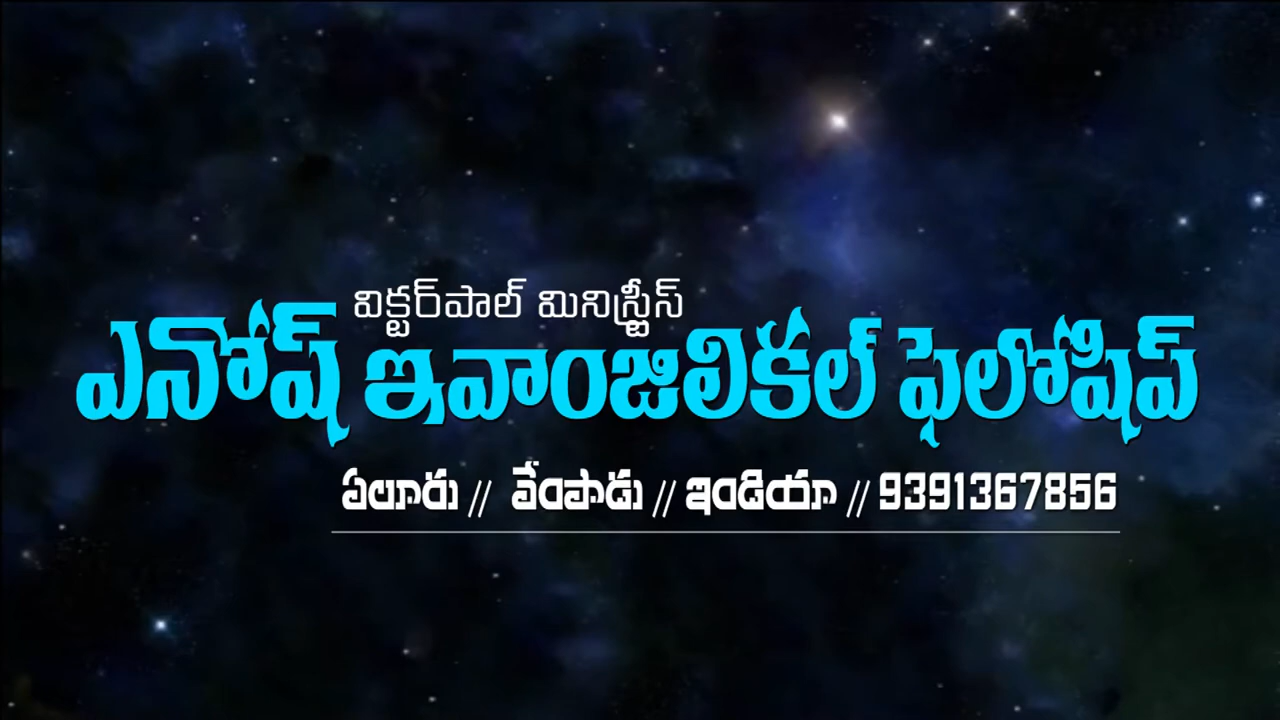 విక్టర్‌పాల్ మినిస్ట్రీస్
ఎనోష్ ఇవాంజిలికల్ ఫెలోషిప్
ఏలూరు // వేంపాడు // ఇండియా // 9391367856